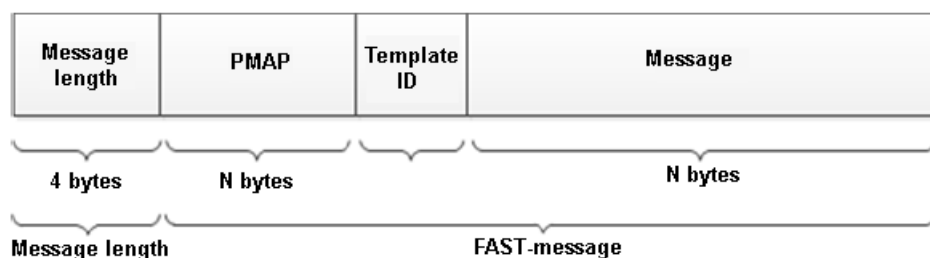 Message length
PMAP
Template ID
Message
4 bytes
N bytes
N bytes
Message length
FAST-message